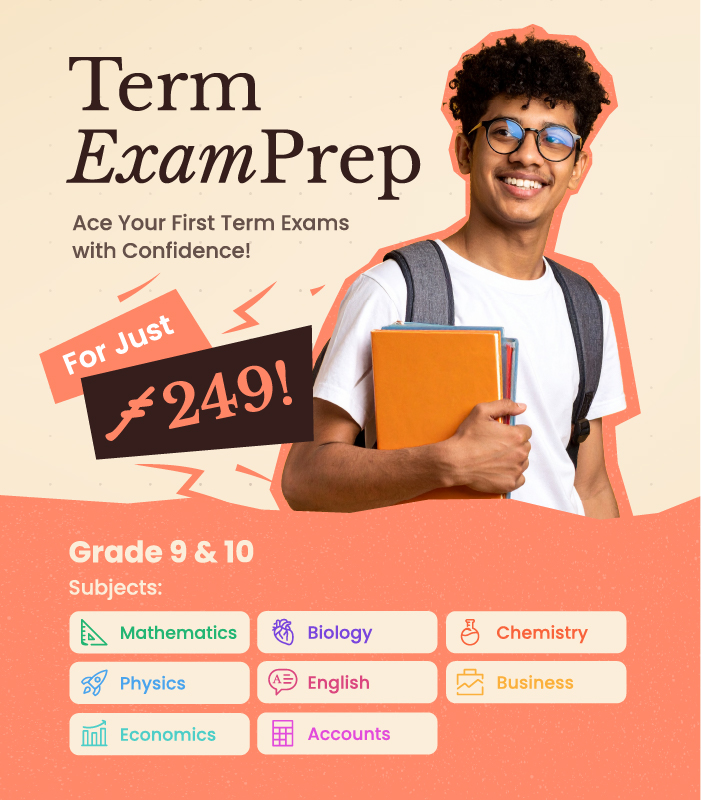 Term
ExamPrep
Ace Your First Term Exams
with Confidence!
For Just
ƒ 249!
Grade 9 & 10
Subjects:
Mathematics
Biology
Chemistry
Physics
English
Business
Economics
Accounts